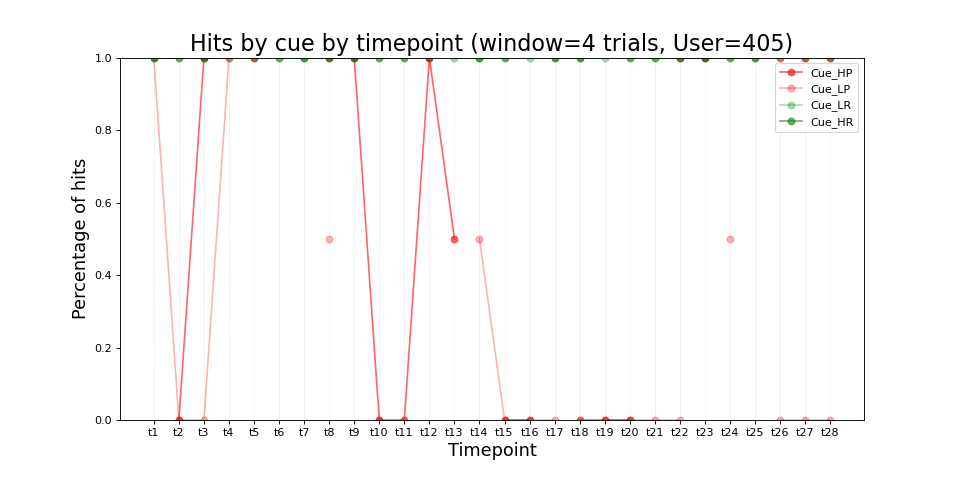 Hits by cue by timepoint (window=4 trials, User=405)
Percentage of hits
1.0
0.8
0.6
0.4
0.2
0.0
Cue_HP
Cue_LP
Cue_LR
Cue_HR
t1 t2 t3 t4 t5 t6 t7 t8 t9 t10 t11 t12 t13 t14 t15 t16 t17 t18 t19 t20 t21 t22 t23 t24 t25 t26 t27 t28
Timepoint